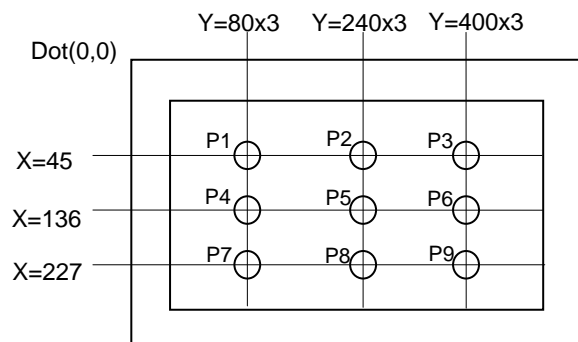 Y=80x3 Y=240x3 Y=400x3
Dot(0,0)
P1 P2 P3
X=45
P4 P5 P6
X=136
P7 P8 P9
X=227